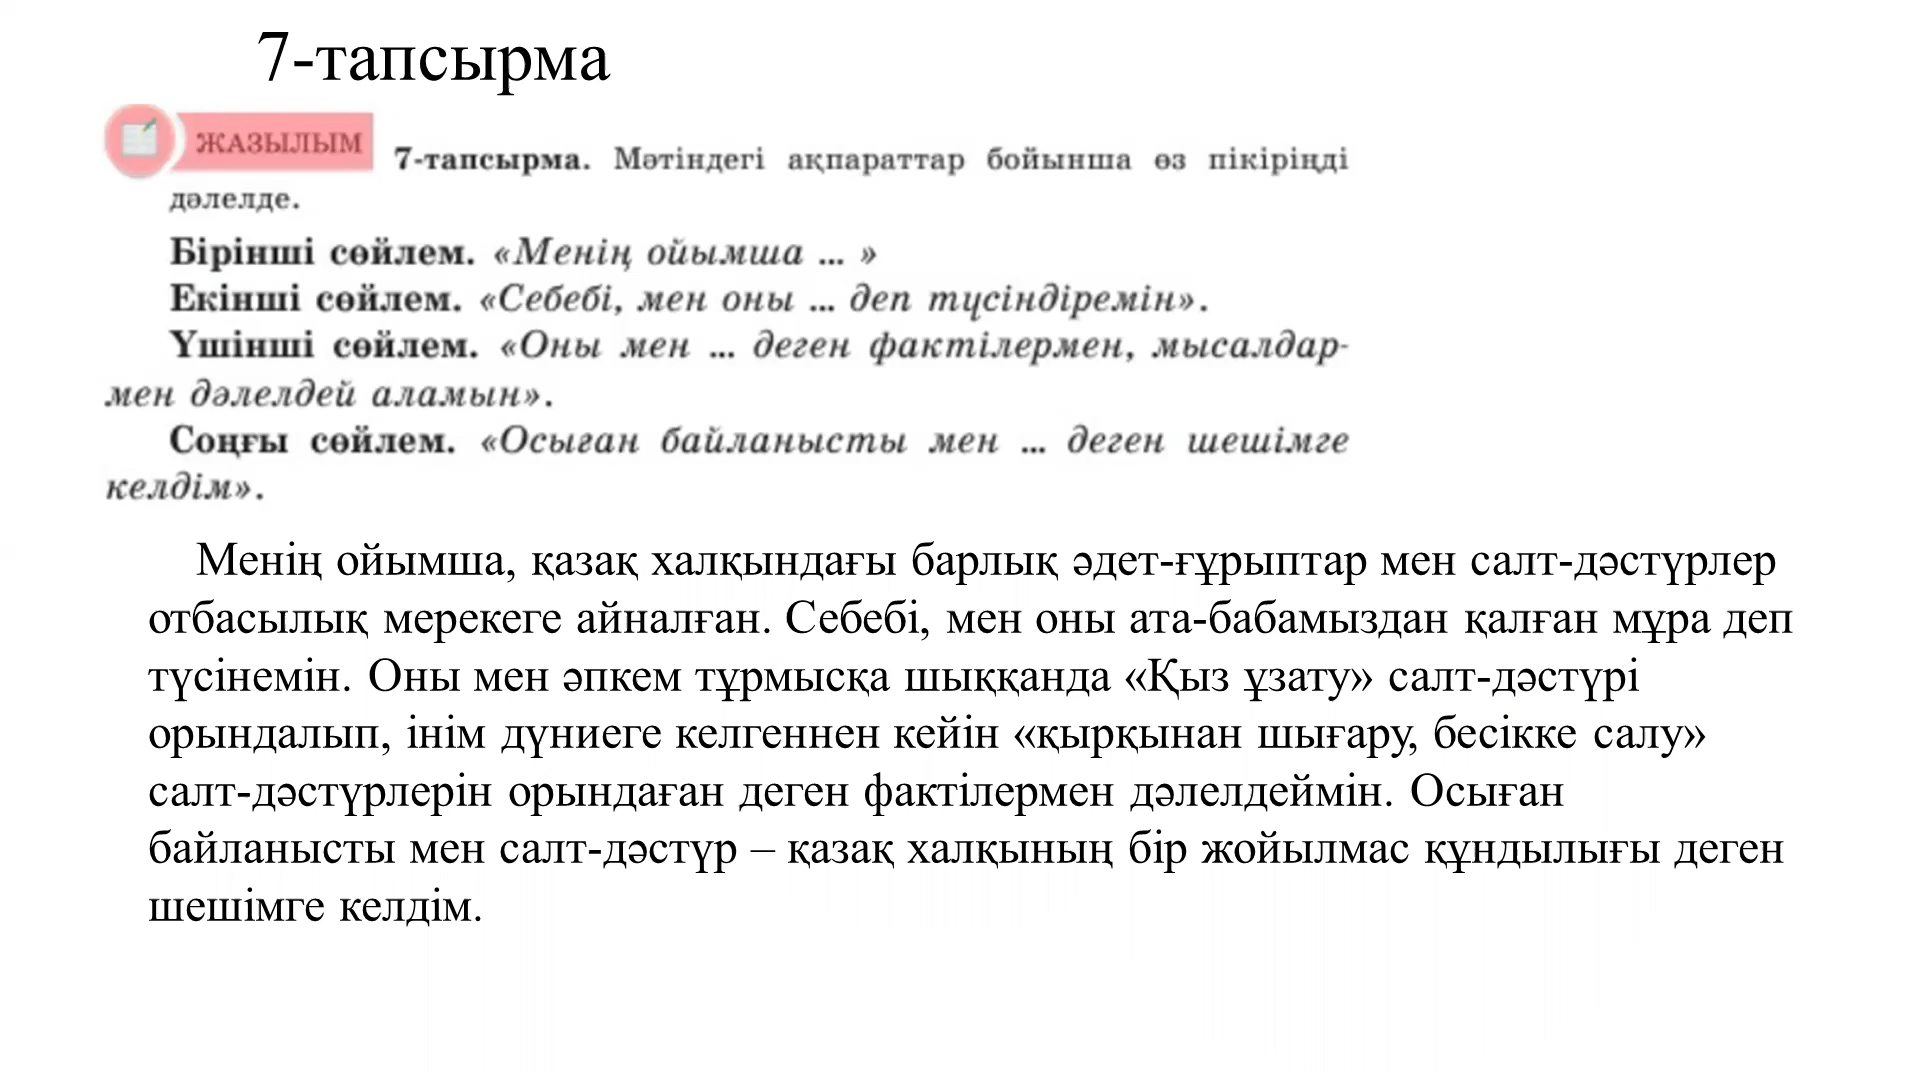 7-тапсырма
ЖАЗЫЛЫМ 7-тапсырма. Мәтіндегі ақпараттар бойынша өз пікіріңді
дәлелде.
Бірінші сөйлем. «Менің ойымша ... »
Екінші сөйлем. «Себебі, мен оны ... деп түсіндіремін».
Үшінші сөйлем. «Оны мен ... деген фактілермен, мысалдар-
мен дәлелдей аламын».
Соңғы сөйлем. «Осыған байланысты мен ... деген шешімге
келдім».
Менің ойымша, қазақ халқындағы барлық әдет-ғұрыптар мен салт-дәстүрлер
отбасылық мерекеге айналған. Себебі, мен оны ата-бабамыздан қалған мұра деп
түсінемін. Оны мен әпкем тұрмысқа шыққанда «Қыз ұзату» салт-дәстүрі
орындалып, інім дүниеге келгеннен кейін «қырқынан шығару, бесікке салу»
салт-дәстүрлерін орындаған деген фактілермен дәлелдеймін. Осыған
байланысты мен салт-дәстүр – қазақ халқының бір жойылмас құндылығы деген
шешімге келдім.